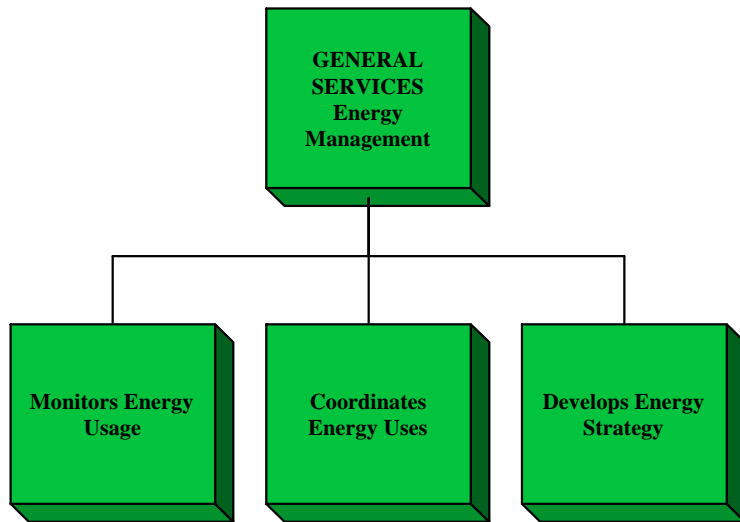 GENERAL
SERVICES
Energy
Management
Monitors Energy
Usage
Coordinates
Energy Uses
Develops Energy
Strategy